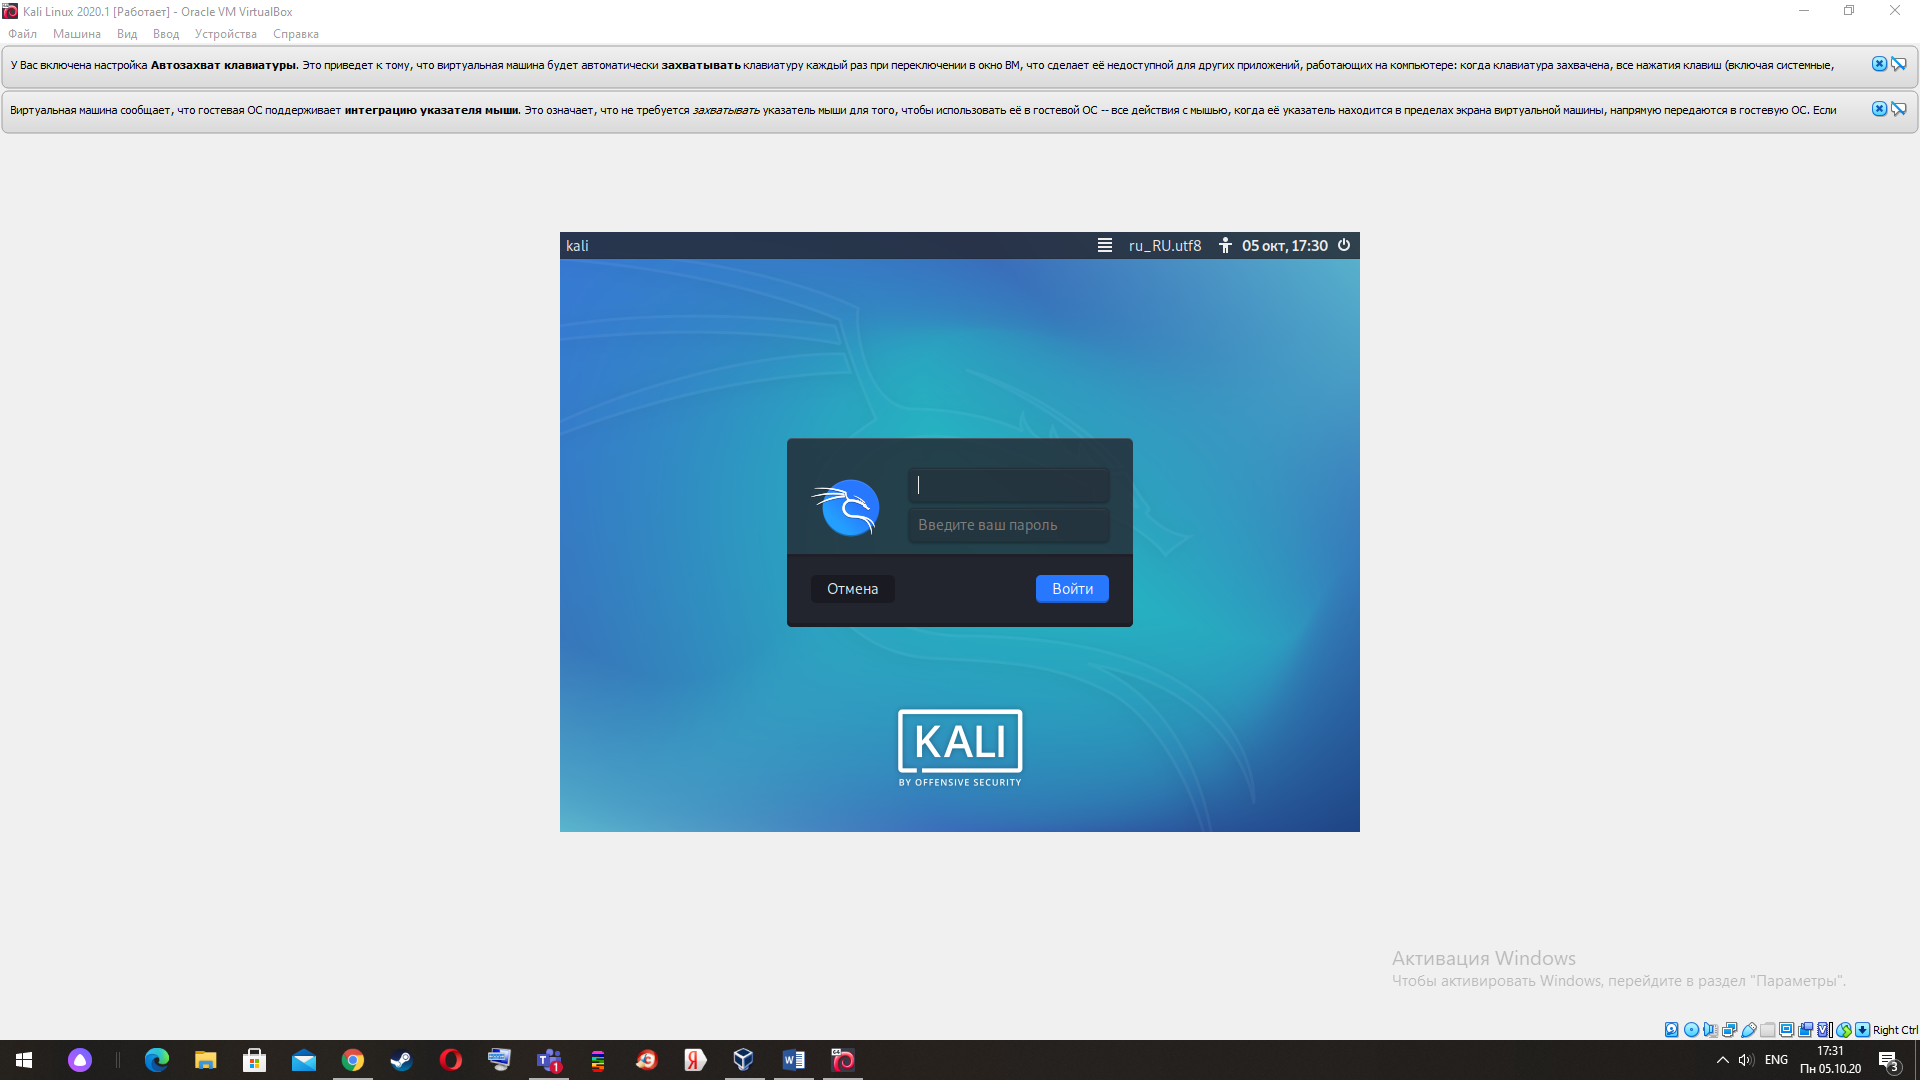 Kali Linux 2020.1 [Работает] - Oracle VM VirtualBox
Файл Машина Вид Ввод Устройства Справка
У Вас включена настройка Автозахват клавиатуры. Это приведет к тому, что виртуальная машина будет автоматически захватывать клавиатуру каждый раз при переключении в окно ВМ, что сделает её недоступной для других приложений, работающих на компьютере: когда клавиатура захвачена, все нажатия клавиш (включая системные,
Виртуальная машина сообщает, что гостевая ОС поддерживает интеграцию указателя мыши. Это означает, что не требуется захватывать указатель мыши для того, чтобы использовать её в гостевой ОС -- все действия с мышью, когда её указатель находится в пределах экрана виртуальной машины, напрямую передаются в гостевую ОС. Если
kali ru_RU.utf8 05 окт, 17:30
Введите ваш пароль
Отмена Войти
KALI
BY OFFENSIVE SECURITY
Активация Windows
Чтобы активировать Windows, перейдите в раздел "Параметры".
Right Ctrl
ENG 17:31
Пн 05.10.20
1
3